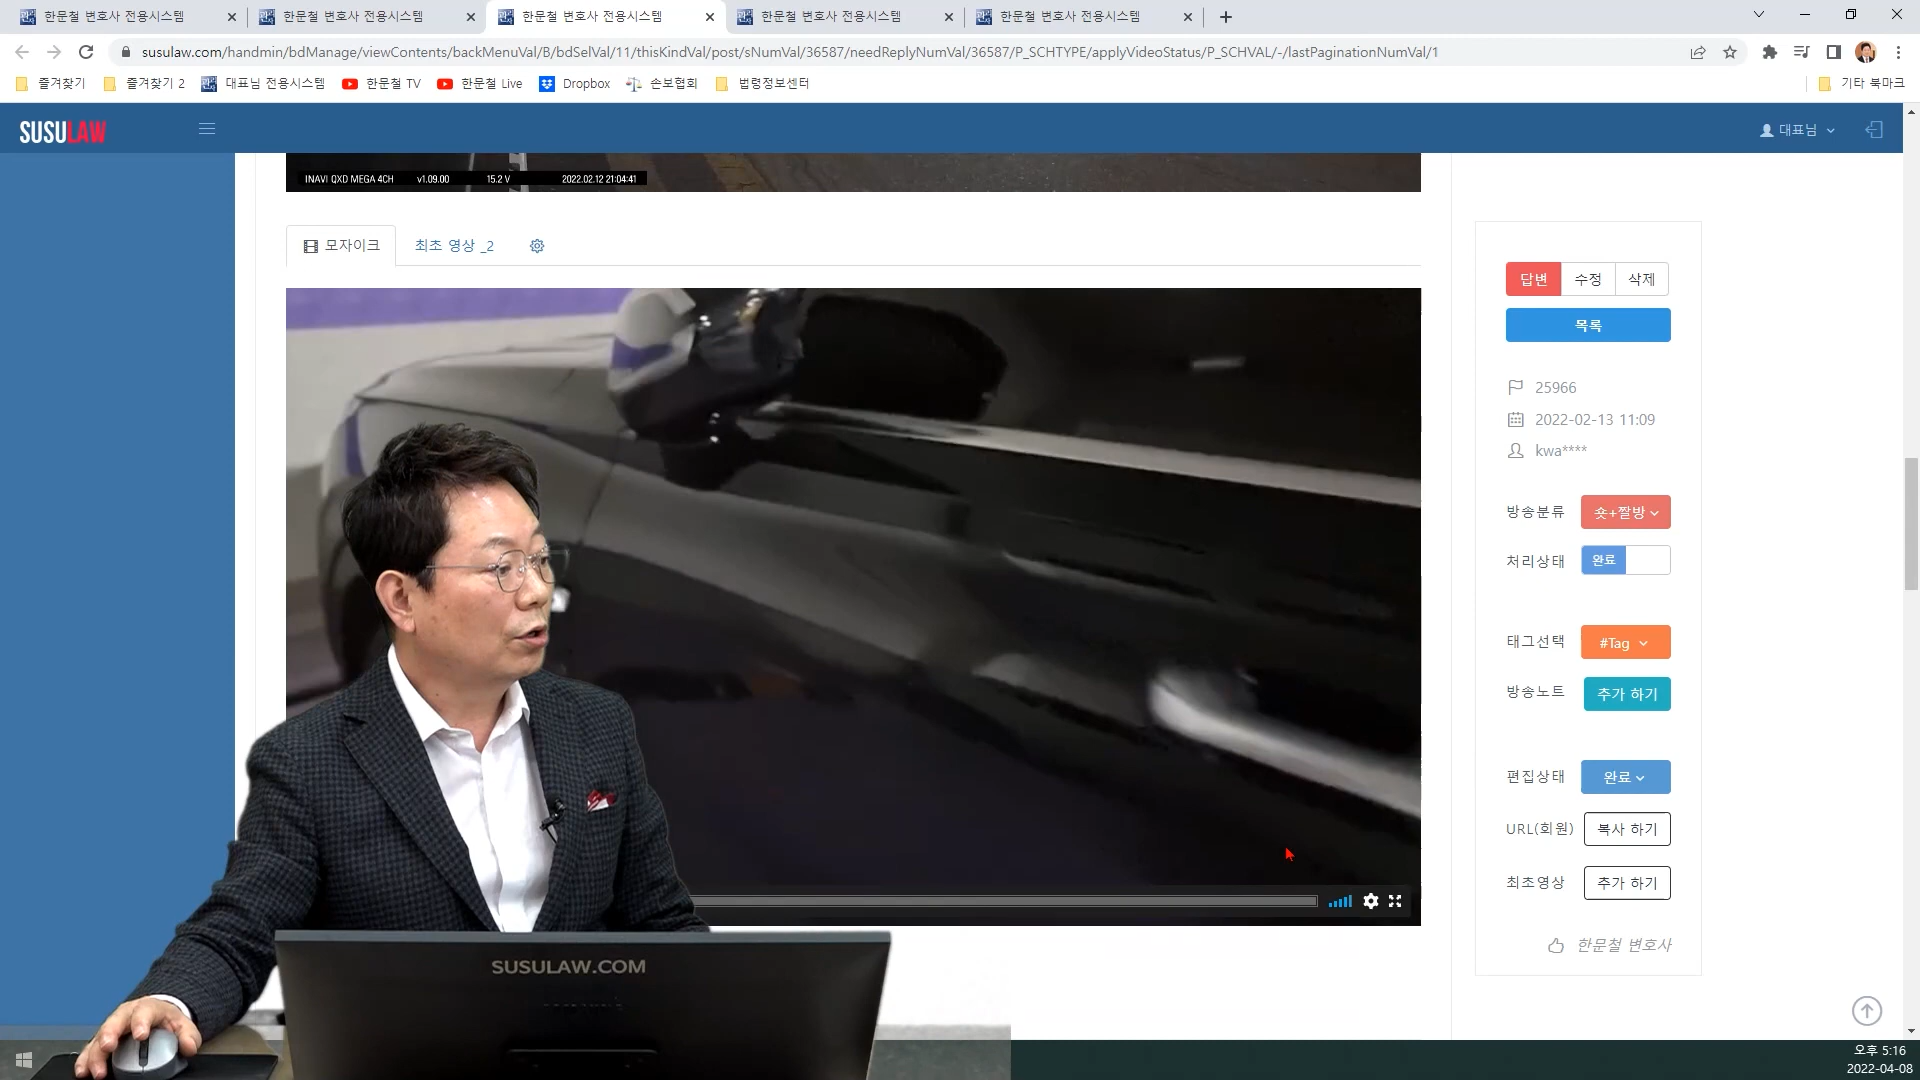 한문철 변호사 전용시스템
한문철 변호사 전용시스템
한문철 변호사 전용시스템
한문철 변호사 전용시스템
한문철 변호사 전용시스템
susulaw.com/handmin/bdManage/viewContents/backMenuVal/B/bdSelVal/11/thisKindVal/post/sNumVal/36587/needReplyNumVal/36587/P_SCHTYPE/applyVideoStatus/P_SCHVAL/-/lastPaginationNumVal/1
즐겨찾기
즐겨찾기 2
대표님 전용시스템
한문철 TV
한문철 Live
Dropbox
손보협회
법령정보센터
기타 북마크
SUSULAW
대표님
INAVI QXD MEGA 4CH v1.09.00 15.2 V 2022.02.12 21:04:41
모자이크
최초 영상 _2
답변
수정
삭제
목록
25966
2022-02-13 11:09
kwa****
방송분류 숏+짤방
처리상태 완료
태그선택 #Tag
방송노트 추가 하기
편집상태 완료
URL(회원) 복사 하기
최초영상 추가 하기
한문철 변호사
SUSULAW.COM
오후 5:16
2022-04-08